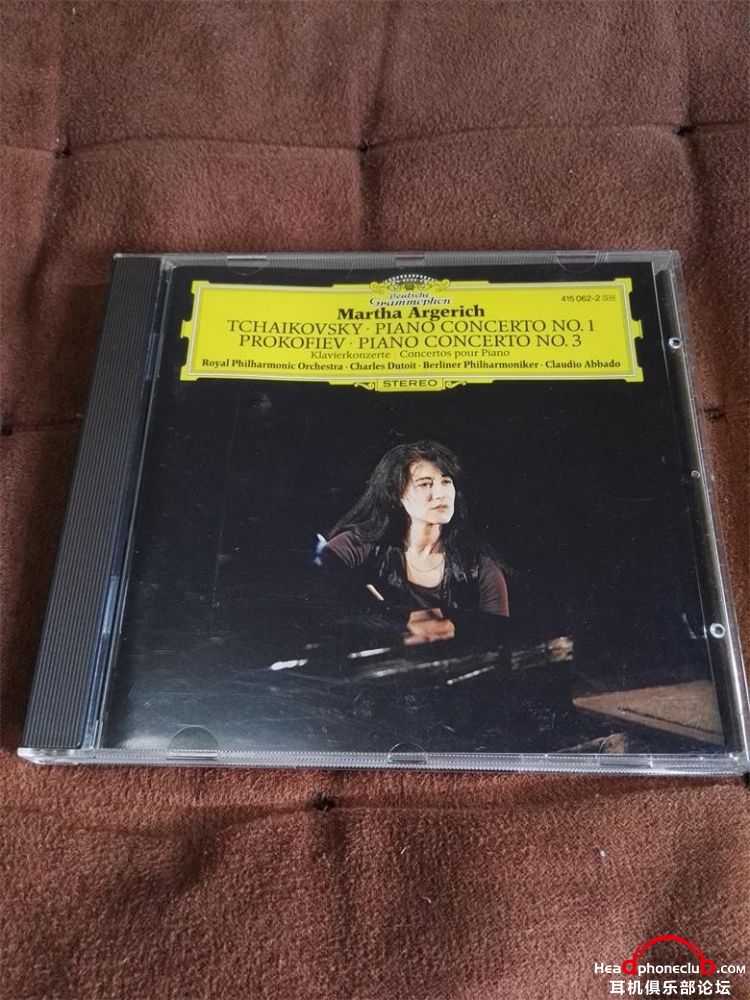 Deutsche
Grammophon
415 062-2 GH
Martha Argerich
TCHAIKOVSKY · PIANO CONCERTO NO. 1
PROKOFIEV · PIANO CONCERTO NO. 3
Klavierkonzerte · Concertos pour Piano
Royal Philharmonic Orchestra · Charles Dutoit · Berliner Philharmoniker · Claudio Abbado
STEREO
Headphoneclub.com
耳机俱乐部论坛